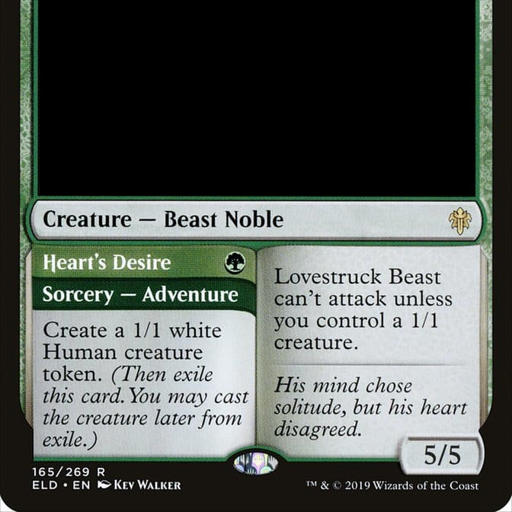 Creature — Beast Noble
Heart's Desire
Sorcery — Adventure
Create a 1/1 white
Human creature
token. (Then exile
this card. You may cast
the creature later from
exile.)
Lovestruck Beast
can't attack unless
you control a 1/1
creature.
His mind chose
solitude, but his heart
disagreed.
5/5
165/269 R
ELD • EN Kev Walker
™ & © 2019 Wizards of the Coast